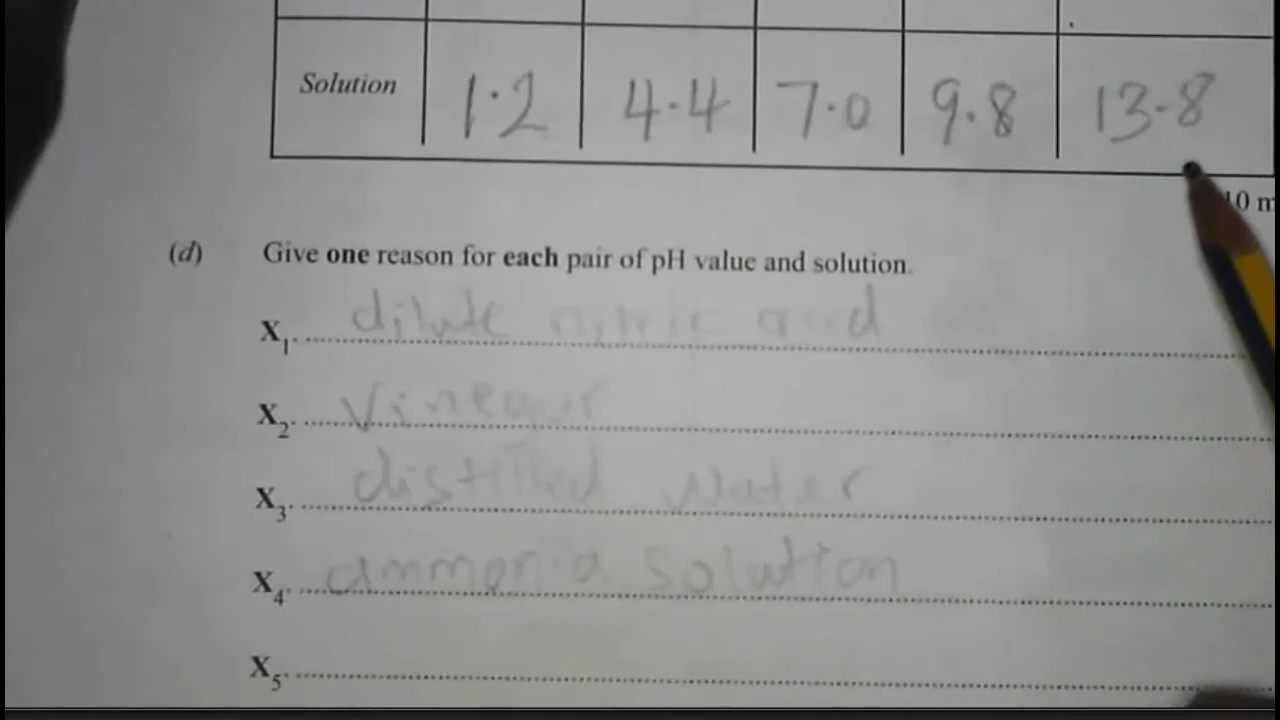 Solution 1.2 4.4 7.0 9.8 13.8
10 m
(d) Give one reason for each pair of pH value and solution.
X1. dilute nitric acid
X2. Vinegar
X3. distilled water
X4. ammonia solution
X5.